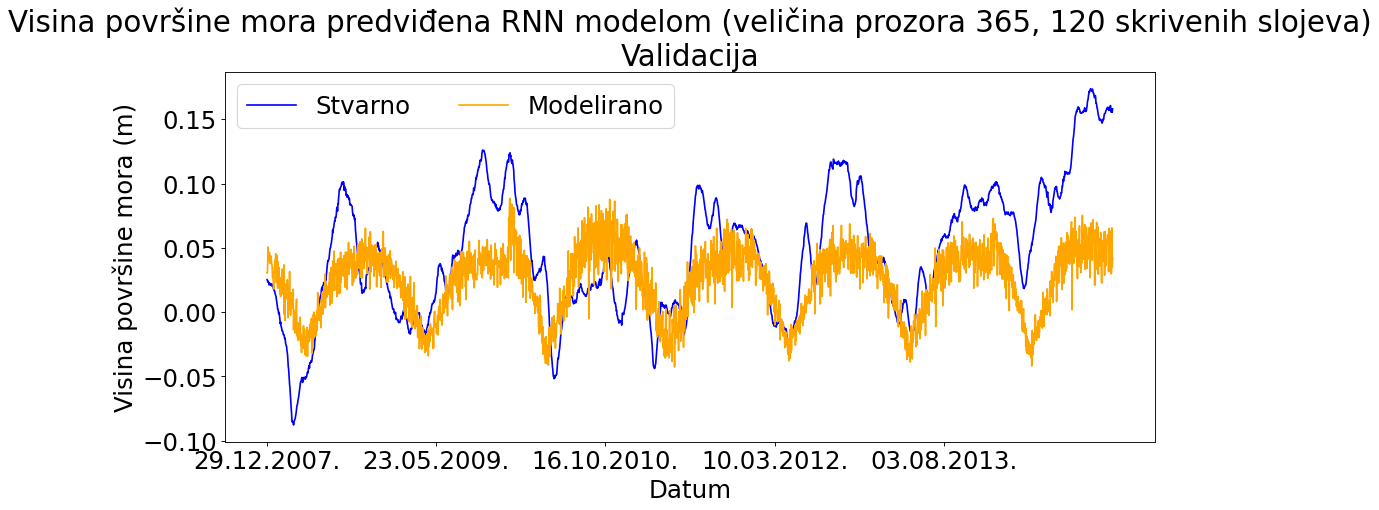 Visina površine mora predviđena RNN modelom (veličina prozora 365, 120 skrivenih slojeva)
Validacija
Stvarno
Modelirano
Visina površine mora (m)
0.15
0.10
0.05
0.00
−0.05
−0.10
29.12.2007.
23.05.2009.
16.10.2010.
10.03.2012.
03.08.2013.
Datum